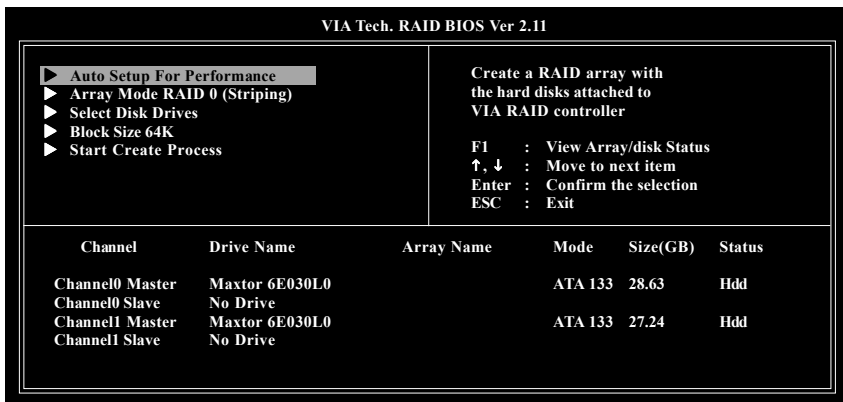 VIA Tech. RAID BIOS Ver 2.11
Auto Setup For Performance
Array Mode RAID 0 (Striping)
Select Disk Drives
Block Size 64K
Start Create Process
Create a RAID array with
the hard disks attached to
VIA RAID controller
F1 : View Array/disk Status
↑, ↓ : Move to next item
Enter : Confirm the selection
ESC : Exit
Channel Drive Name Array Name Mode Size(GB) Status
Channel0 Master Maxtor 6E030L0 ATA 133 28.63 Hdd
Channel0 Slave No Drive
Channel1 Master Maxtor 6E030L0 ATA 133 27.24 Hdd
Channel1 Slave No Drive